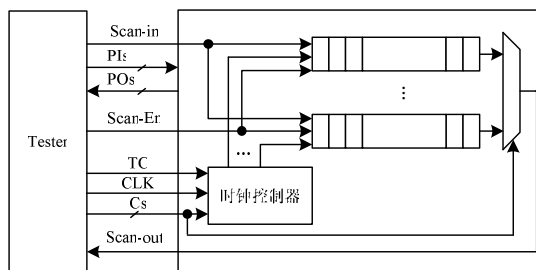 Scan-in
PIs
POs
Scan-En
Tester
TC
CLK
Cs
Scan-out
时钟控制器
...
...